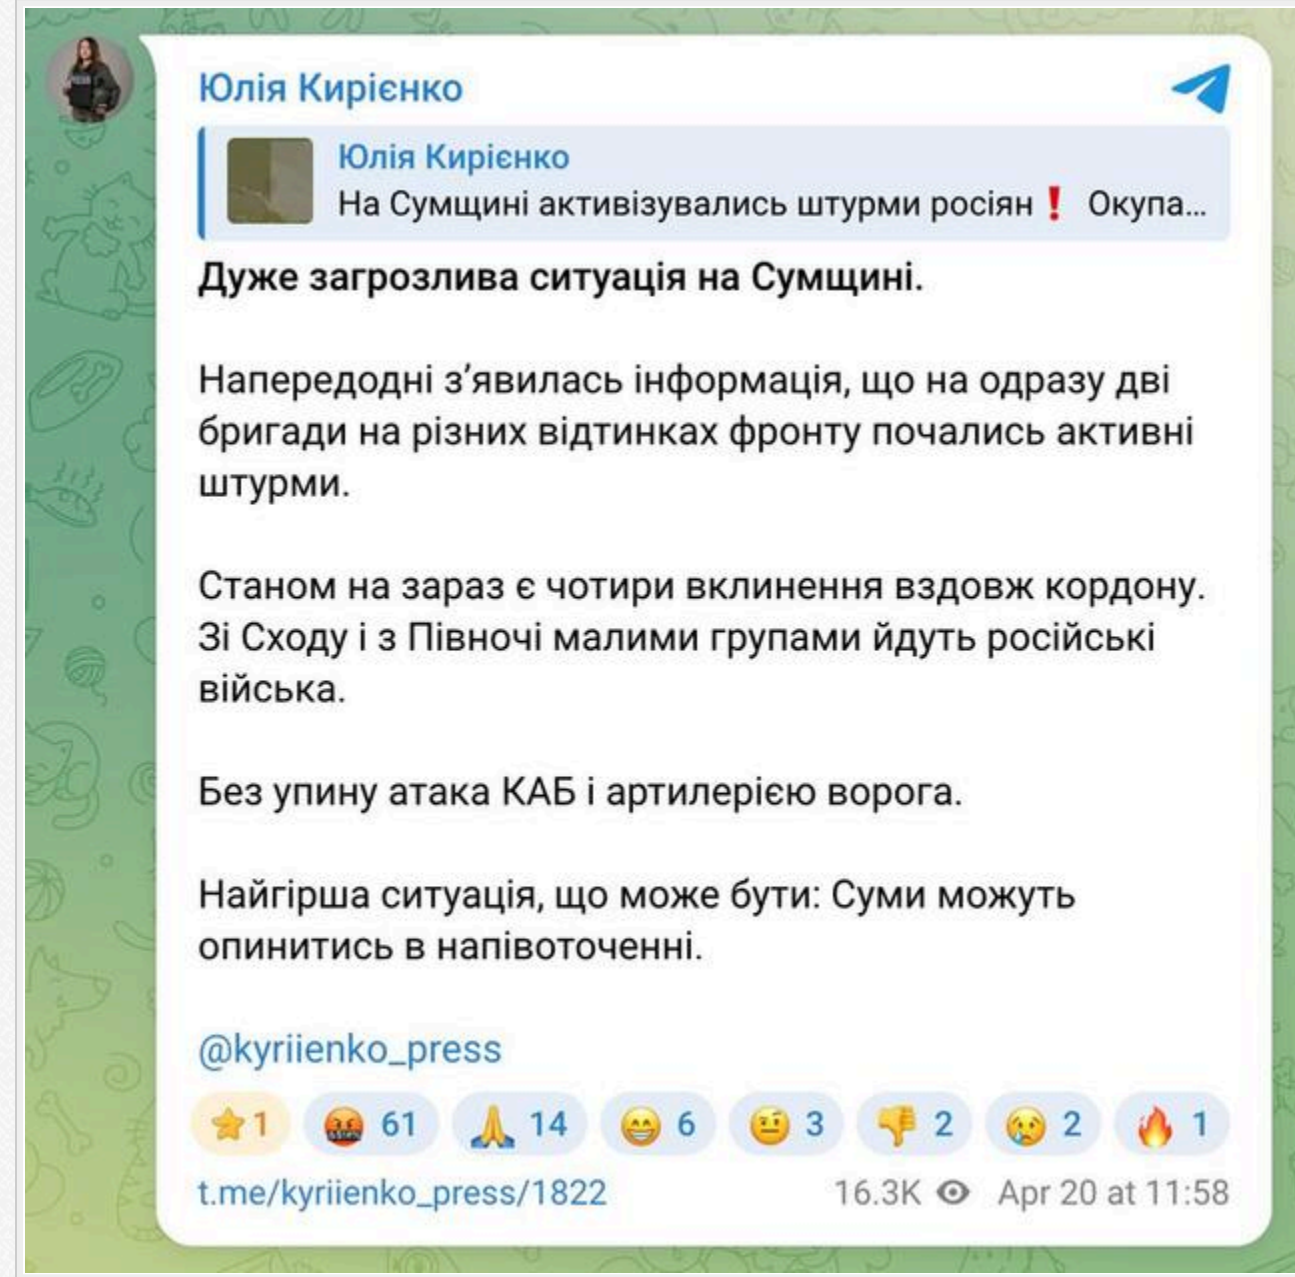 Юлія Кирієнко
Юлія Кирієнко
На Сумщині активізувались штурми росіян❗ Окупа...
Дуже загрозлива ситуація на Сумщині.
Напередодні з’явилась інформація, що на одразу дві
бригади на різних відтинках фронту почались активні
штурми.
Станом на зараз є чотири вклинення вздовж кордону.
Зі Сходу і з Півночі малими групами йдуть російські
війська.
Без упину атака КАБ і артилерією ворога.
Найгірша ситуація, що може бути: Суми можуть
опинитись в напівоточенні.
@kyriienko_press
⭐1 🤬 61 🙏 14 😁 6 🤨 3 👎 2 😢 2 🔥 1
t.me/kyriienko_press/1822 16.3K Apr 20 at 11:58